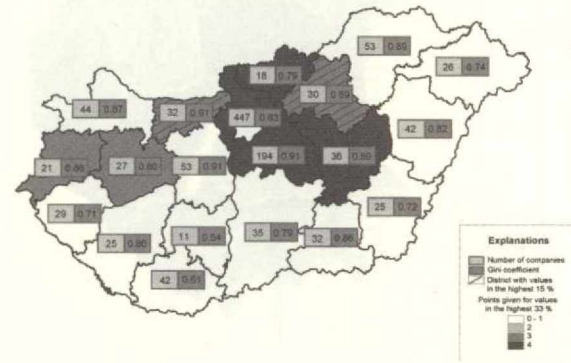 53 0.89
18 0.79
26 0.74
30 0.89
44 0.87
32 0.91
447 0.83
42 0.82
194 0.91
36 0.89
21 0.86
27 0.80
53 0.91
29 0.71
25 0.72
25 0.86
11 0.54
35 0.79
32 0.86
42 0.61
Explanations
Number of companies
Gini coefficient
District with values
in the highest 15 %
Points given for values
in the highest 33 %
0 - 1
2
3
4